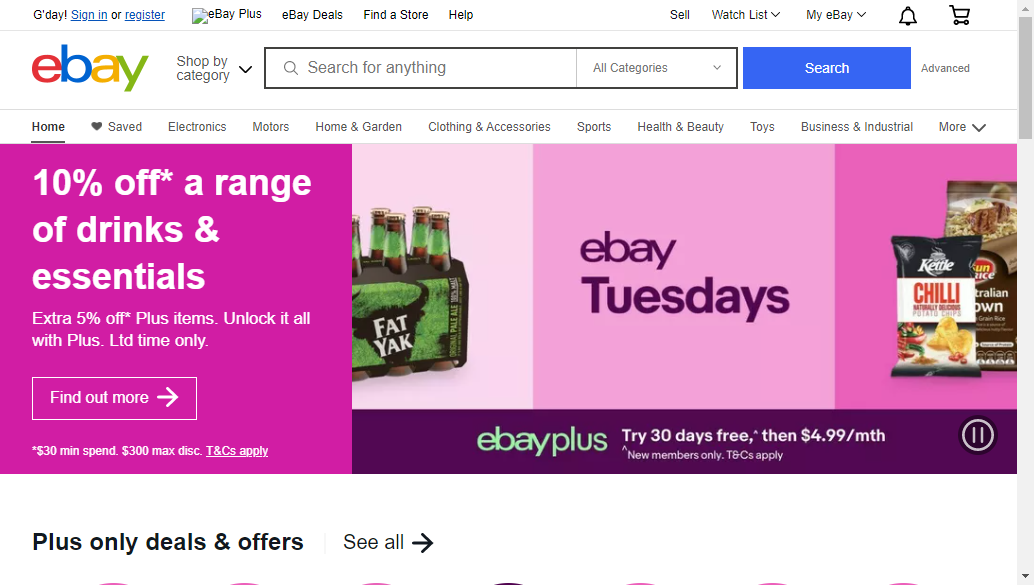 G'day! Sign in or register
eBay Plus
eBay Deals
Find a Store
Help
Sell
Watch List
My eBay
ebay
Shop by
category
Search for anything
All Categories
Search
Advanced
Home
Saved
Electronics
Motors
Home & Garden
Clothing & Accessories
Sports
Health & Beauty
Toys
Business & Industrial
More
10% off* a range
of drinks &
essentials
Extra 5% off* Plus items. Unlock it all
with Plus. Ltd time only.
Find out more
*$30 min spend. $300 max disc. T&Cs apply
FAT
YAK
ORIGINAL PALE ALE
ebay
Tuesdays
Kettle
CHILLI
NATURALLY DELICIOUS
POTATO CHIPS
ebayplus
Try 30 days free,^ then $4.99/mth
^New members only. T&Cs apply
Plus only deals & offers
See all